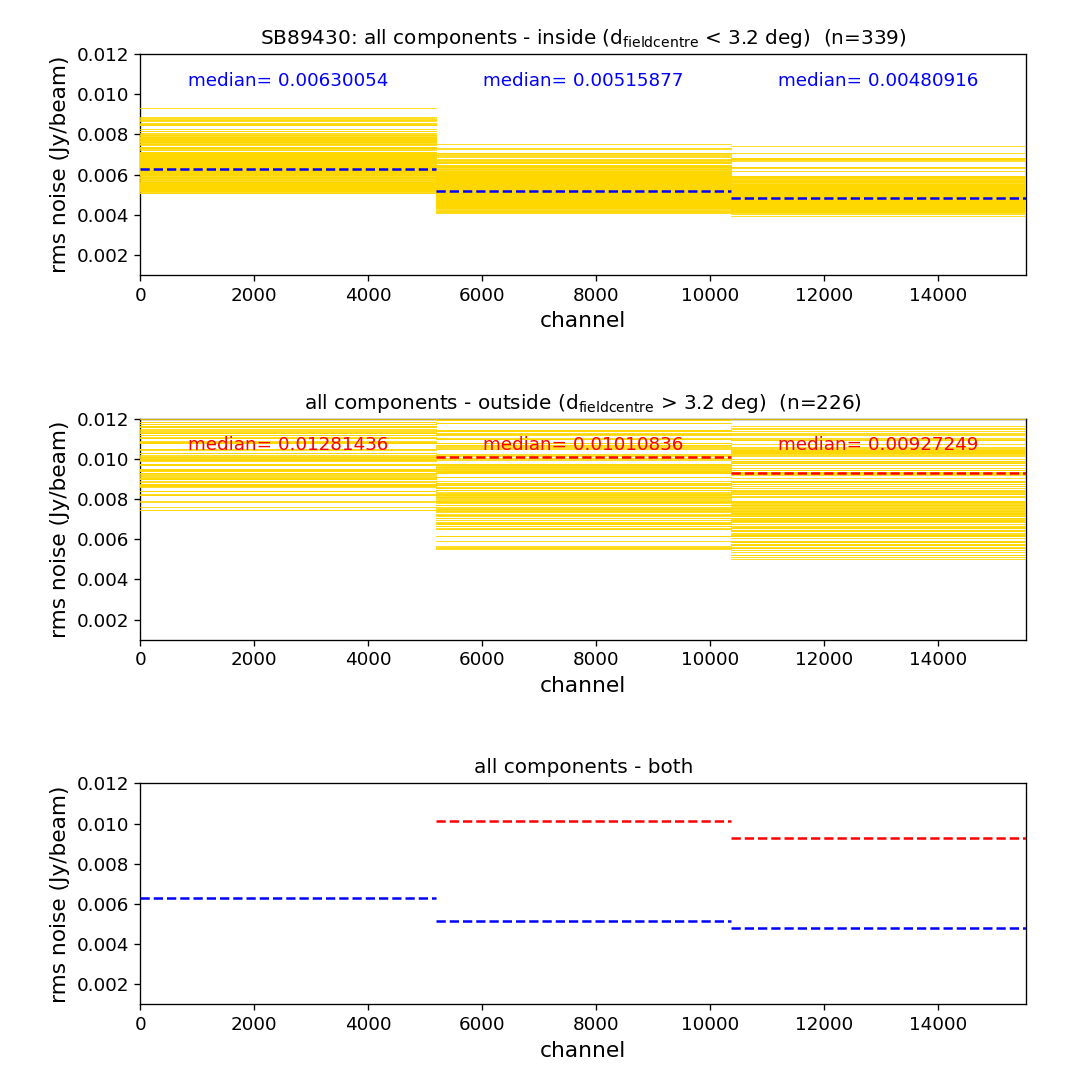 SB89430: all components - inside (d_fieldcentre < 3.2 deg)  (n=339)
rms noise (Jy/beam)
0.012
0.010
0.008
0.006
0.004
0.002
median= 0.00630054 median= 0.00515877 median= 0.00480916
0 2000 4000 6000 8000 10000 12000 14000
channel
all components - outside (d_fieldcentre > 3.2 deg)  (n=226)
rms noise (Jy/beam)
0.012
0.010
0.008
0.006
0.004
0.002
median= 0.01281436 median= 0.01010836 median= 0.00927249
0 2000 4000 6000 8000 10000 12000 14000
channel
all components - both
rms noise (Jy/beam)
0.012
0.010
0.008
0.006
0.004
0.002
0 2000 4000 6000 8000 10000 12000 14000
channel